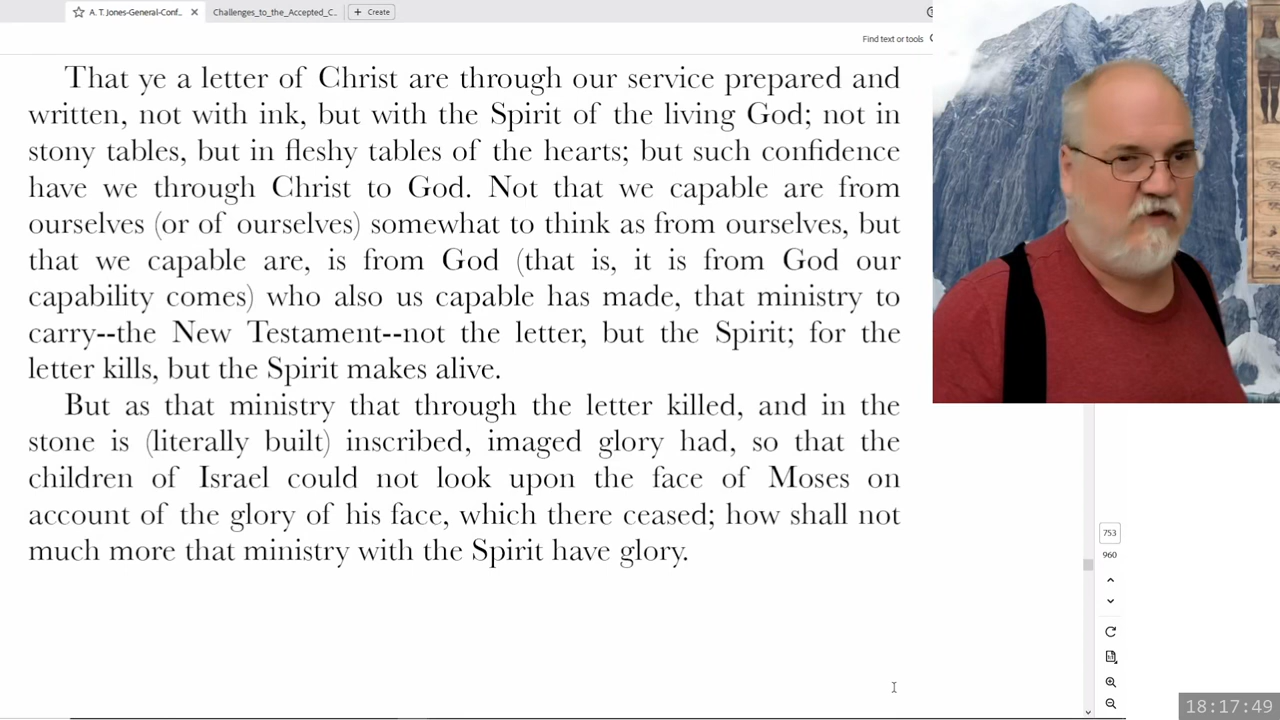 A. T. Jones-General-Conf...
Challenges_to_the_Accepted_C...
+ Create
Find text or tools
That ye a letter of Christ are through our service prepared and
written, not with ink, but with the Spirit of the living God; not in
stony tables, but in fleshy tables of the hearts; but such confidence
have we through Christ to God. Not that we capable are from
ourselves (or of ourselves) somewhat to think as from ourselves, but
that we capable are, is from God (that is, it is from God our
capability comes) who also us capable has made, that ministry to
carry--the New Testament--not the letter, but the Spirit; for the
letter kills, but the Spirit makes alive.
But as that ministry that through the letter killed, and in the
stone is (literally built) inscribed, imaged glory had, so that the
children of Israel could not look upon the face of Moses on
account of the glory of his face, which there ceased; how shall not
much more that ministry with the Spirit have glory.
753
960
18:17:49